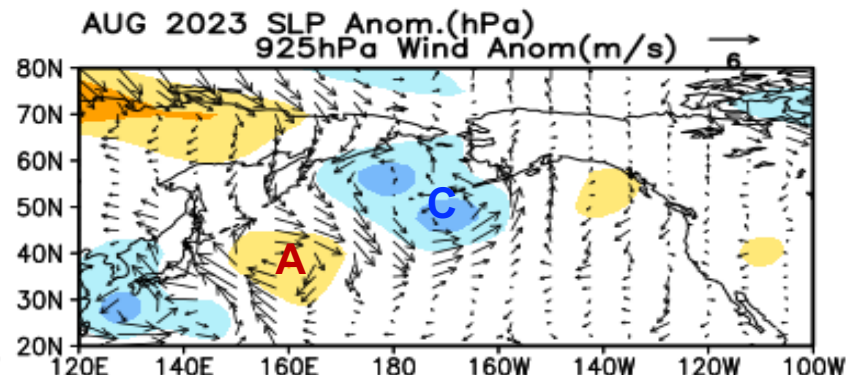 AUG 2023 SLP Anom.(hPa)
925hPa Wind Anom(m/s)
6
80N
70N
60N
50N
C
40N
A
30N
20N
120E 140E 160E 180 160W 140W 120W 100W